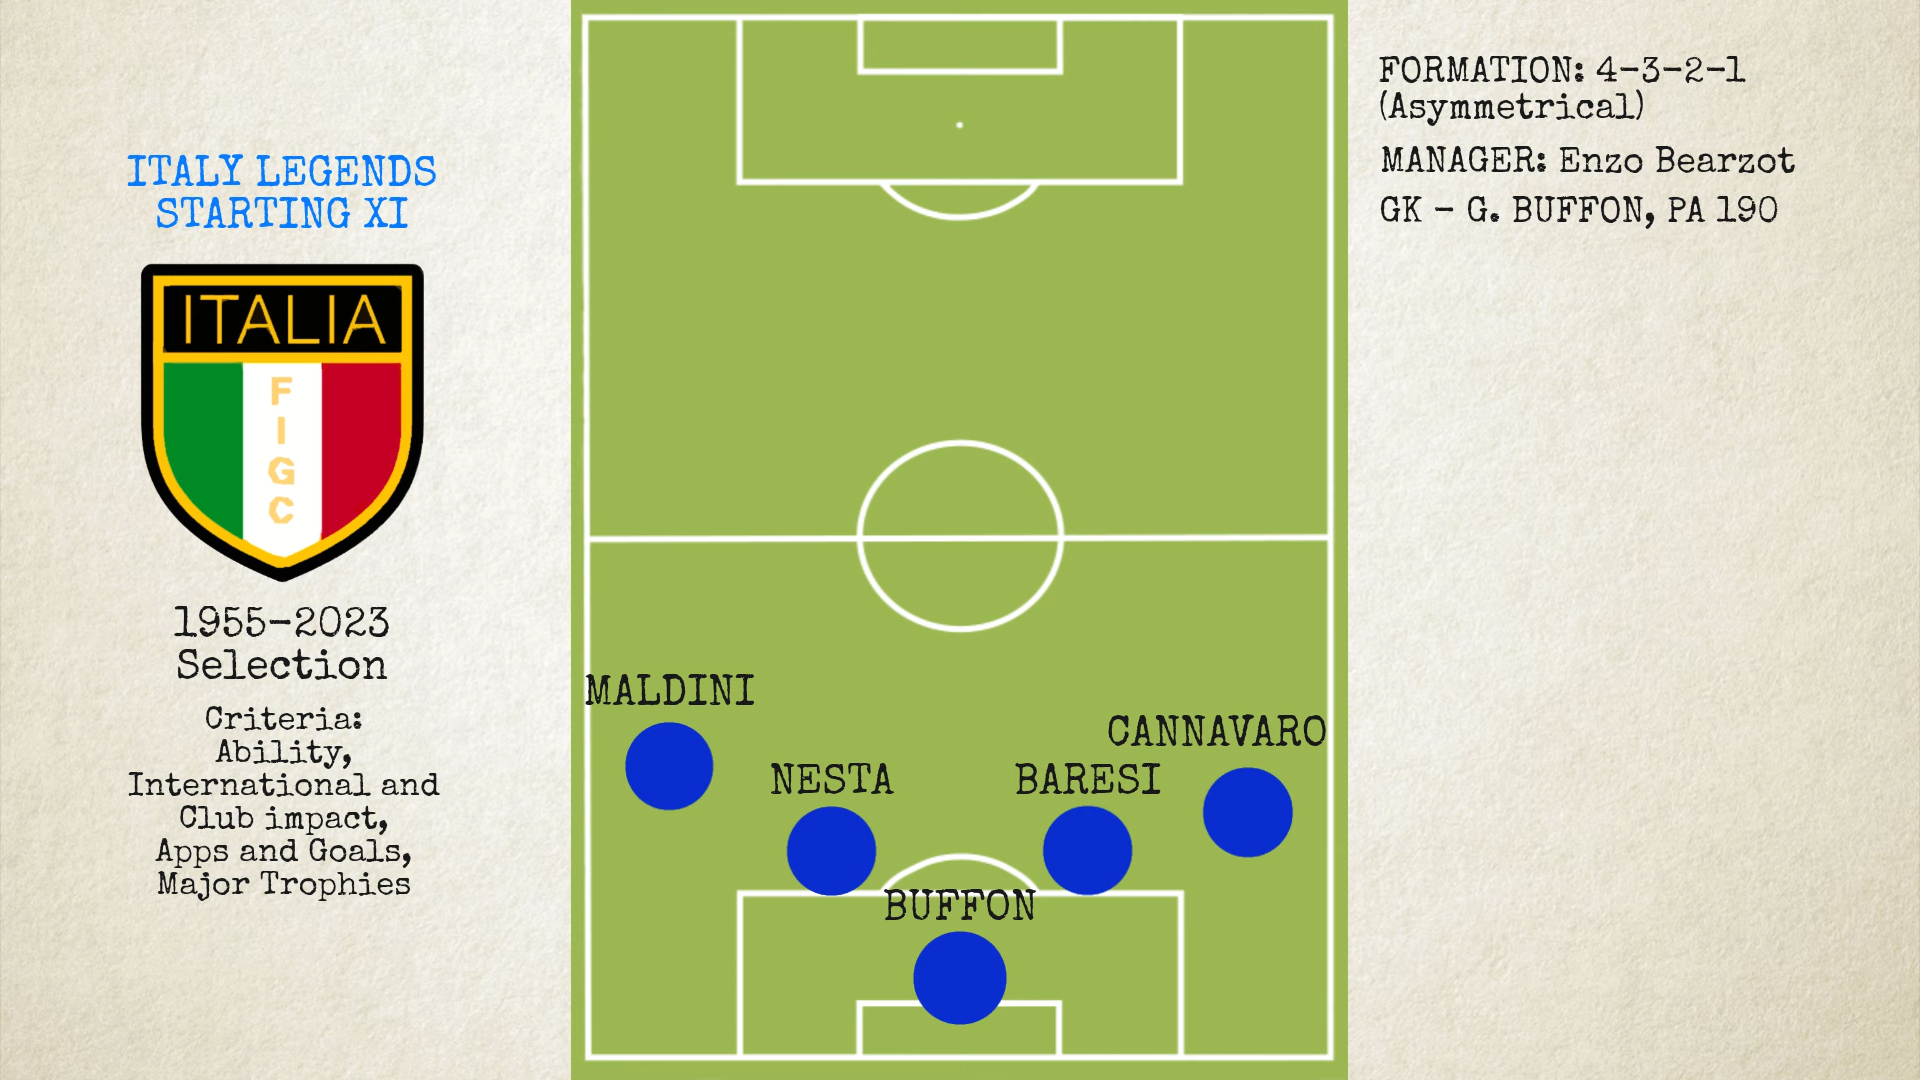 ITALY LEGENDS
STARTING XI
ITALIA
F
I
G
C
1955-2023
Selection
Criteria:
Ability,
International and
Club impact,
Apps and Goals,
Major Trophies
MALDINI
CANNAVARO
NESTA
BARESI
BUFFON
FORMATION: 4-3-2-1
(Asymmetrical)
MANAGER: Enzo Bearzot
GK - G. BUFFON, PA 190